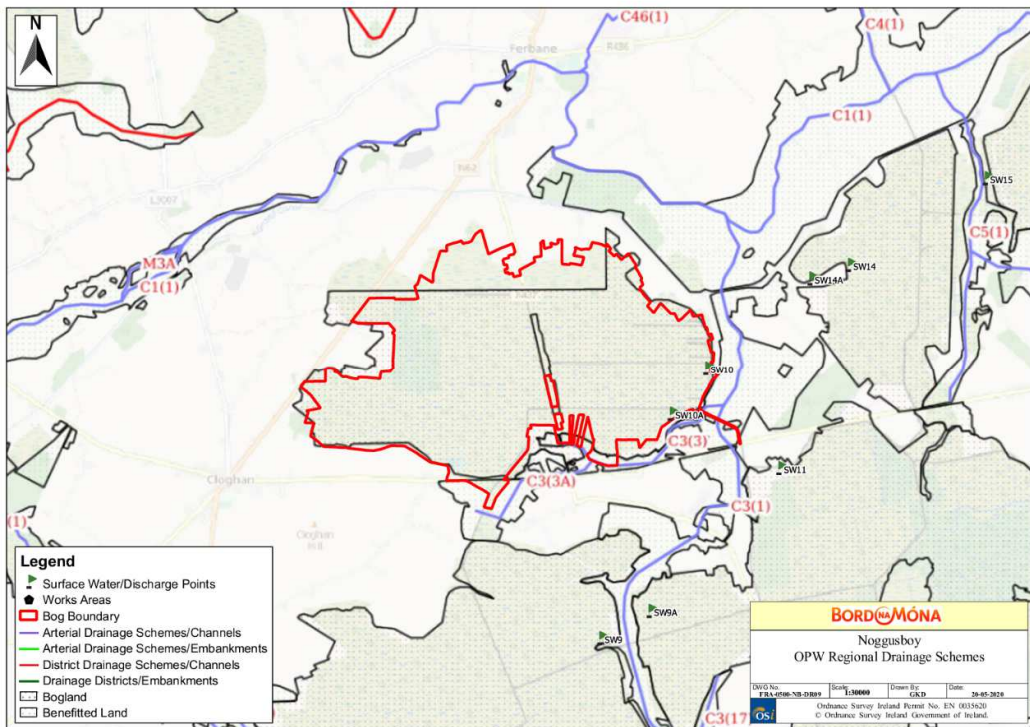 N
C46(1)
C4(1)
Ferbane
R436
C1(1)
N62
L3007
SW15
C5(1)
M3A
C1(1)
SW14
SW14A
SW10
SW10A
C3(3)
SW11
C3(3A)
Cloghan
C3(1)
(1)
Cloghan
Hill
SW9A
SW9
C3(17
Legend
Surface Water/Discharge Points
Works Areas
Bog Boundary
Arterial Drainage Schemes/Channels
Arterial Drainage Schemes/Embankments
District Drainage Schemes/Channels
Drainage Districts/Embankments
Bogland
Benefitted Land
BORD NA MÓNA
Noggusboy
OPW Regional Drainage Schemes
DWG No. Scale: Drawn By: Date:
FRA-0500-NB-DR09 1:30000 GKD 20-05-2020
OSi
Ordnance Survey Ireland Permit No. EN 0035620
© Ordnance Survey Ireland Government of Ireland.